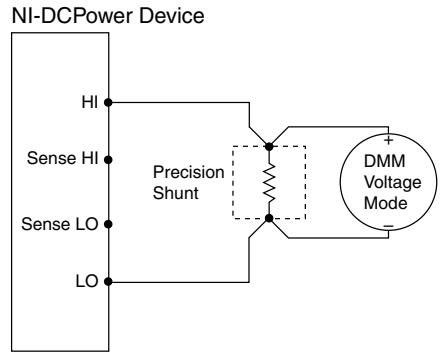 NI-DCPower Device
HI
Sense HI
Sense LO
LO
Precision
Shunt
+
DMM
Voltage
Mode
–